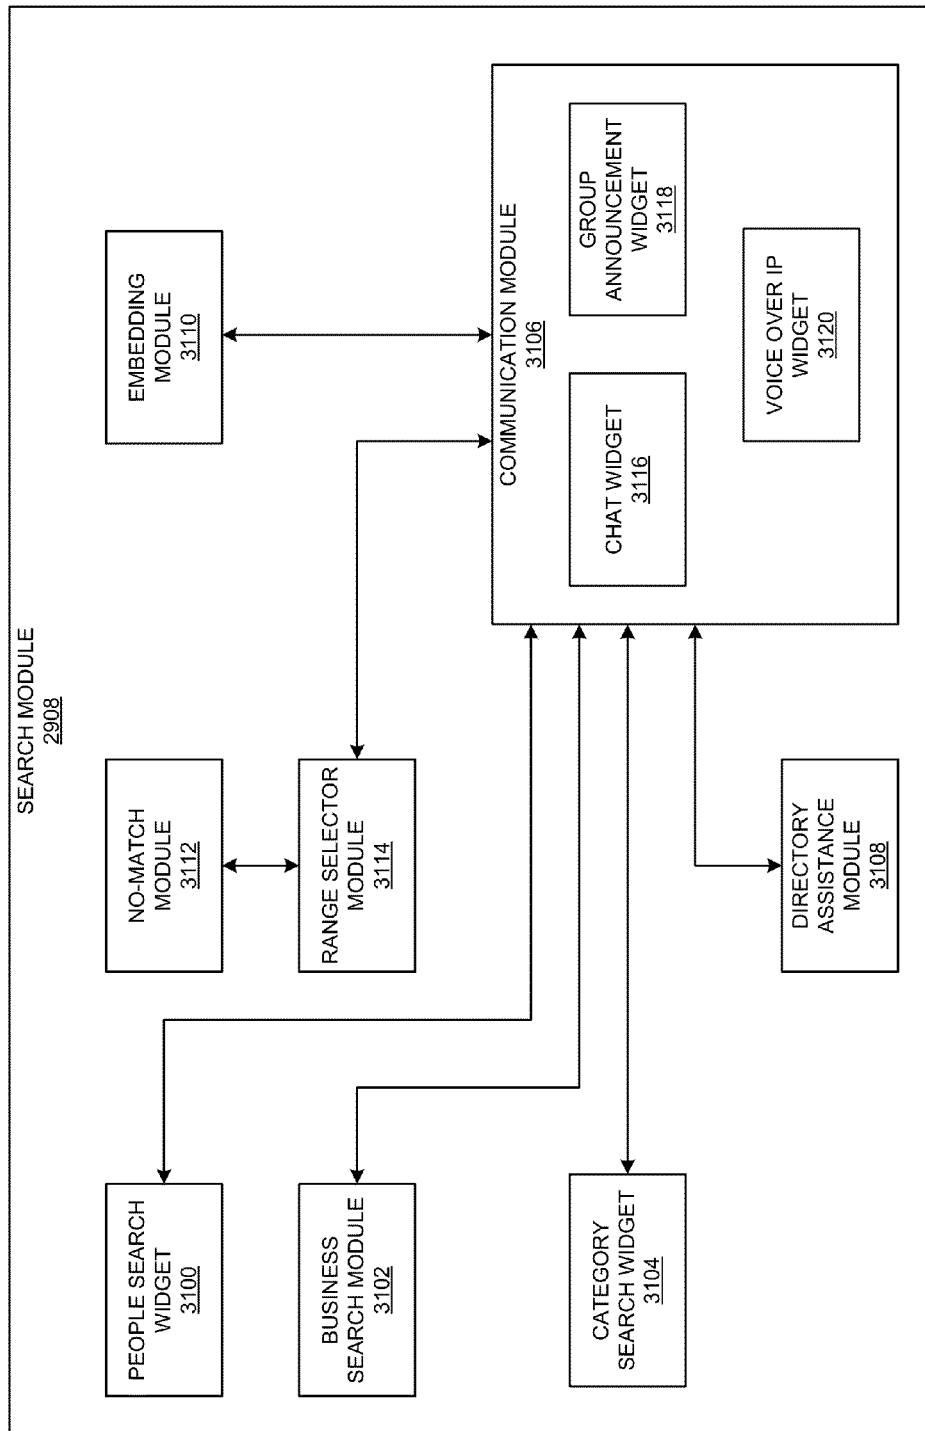 SEARCH MODULE
2908
PEOPLE SEARCH
WIDGET
3100
NO-MATCH
MODULE
3112
EMBEDDING
MODULE
3110
BUSINESS
SEARCH MODULE
3102
RANGE SELECTOR
MODULE
3114
COMMUNICATION MODULE
3106
CATEGORY
SEARCH WIDGET
3104
CHAT WIDGET
3116
GROUP
ANNOUNCEMENT
WIDGET
3118
DIRECTORY
ASSISTANCE
MODULE
3108
VOICE OVER IP
WIDGET
3120